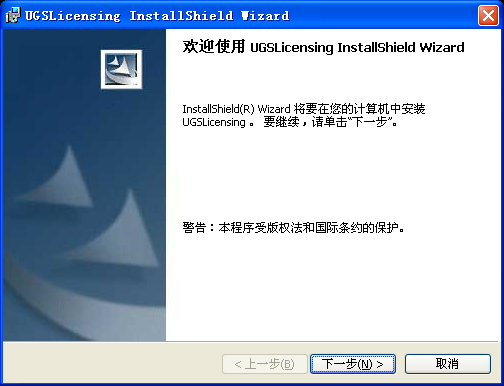 UGSLicensing InstallShield Wizard
欢迎使用 UGSLicensing InstallShield Wizard
InstallShield(R) Wizard 将要在您的计算机中安装
UGSLicensing 。 要继续，请单击“下一步”。
警告：本程序受版权法和国际条约的保护。
< 上一步(B)
下一步(N) >
取消